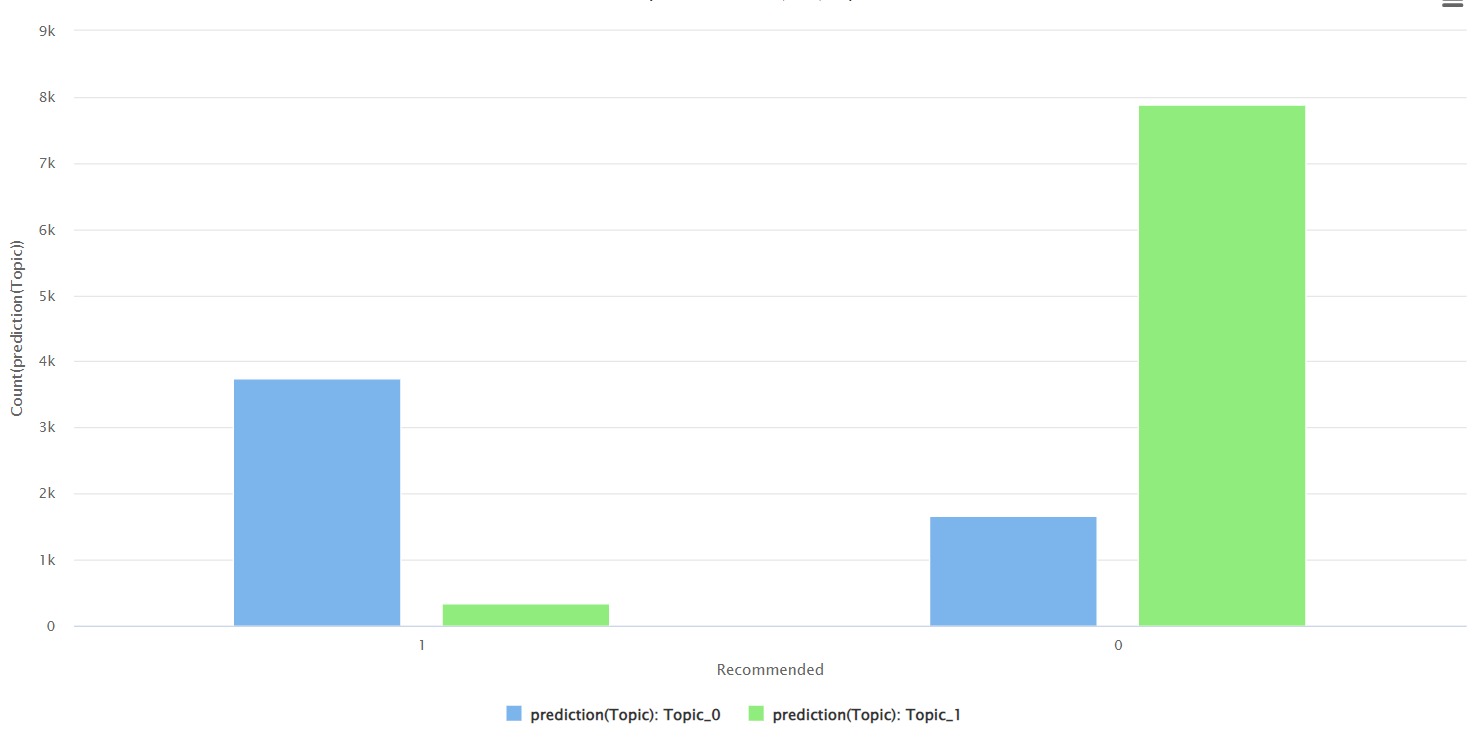 9k
8k
7k
6k
5k
4k
3k
2k
1k
0
Count(prediction(Topic))
1
0
Recommended
prediction(Topic): Topic_0
prediction(Topic): Topic_1